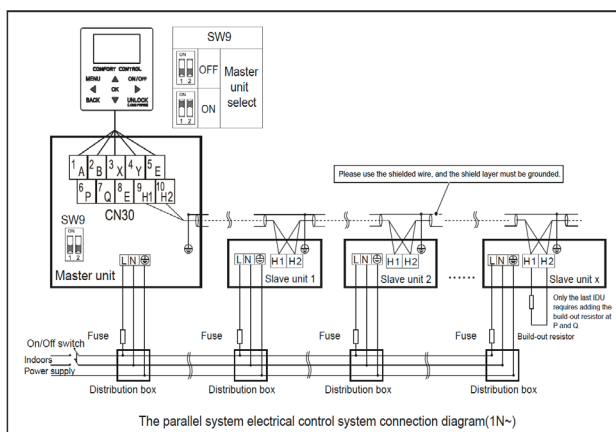 COMFORT CONTROL
MENU
ON/OFF
OK
BACK
UNLOCK
SW9
ON
1 2
OFF
ON
1 2
ON
Master unit select
1 A
2 B
3 X
4 Y
5 E
6 P
7 Q
8 E
9 H1
10 H2
CN30
SW9
ON
1 2
Master unit
L N
Please use the shielded wire, and the shield layer must be grounded.
L N
H1 H2
Slave unit 1
L N
H1 H2
Slave unit 2
......
L N
H1 H2
Slave unit x
Only the last IDU
requires adding the
build-out resistor at
P and Q
Build-out resistor
Fuse
Fuse
Fuse
Fuse
On/Off switch
Indoors
Power supply
Distribution box
Distribution box
Distribution box
Distribution box
The parallel system electrical control system connection diagram(1N~)